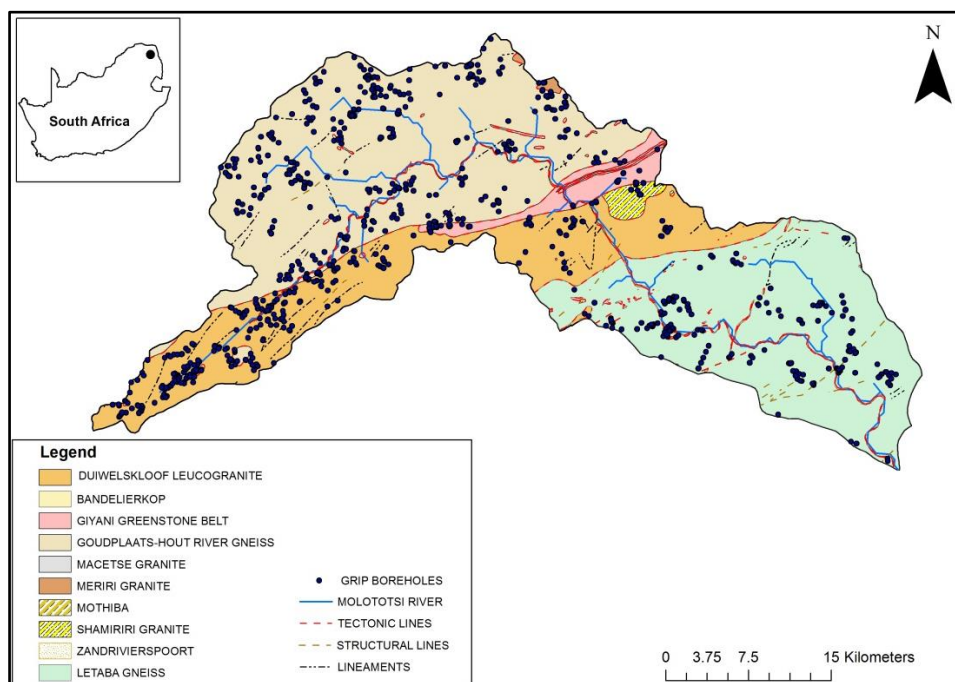 South Africa
N
Legend
DUIWELSKLOOF LEUCOGRANITE
BANDELIERKOP
GIYANI GREENSTONE BELT
GOUDPLAATS-HOUT RIVER GNEISS
MACETSE GRANITE
MERIRI GRANITE
MOTHIBA
SHAMIRIRI GRANITE
ZANDRIVIERSPOORT
LETABA GNEISS
GRIP BOREHOLES
MOLOTOTSI RIVER
TECTONIC LINES
STRUCTURAL LINES
LINEAMENTS
0 3.75 7.5 15 Kilometers